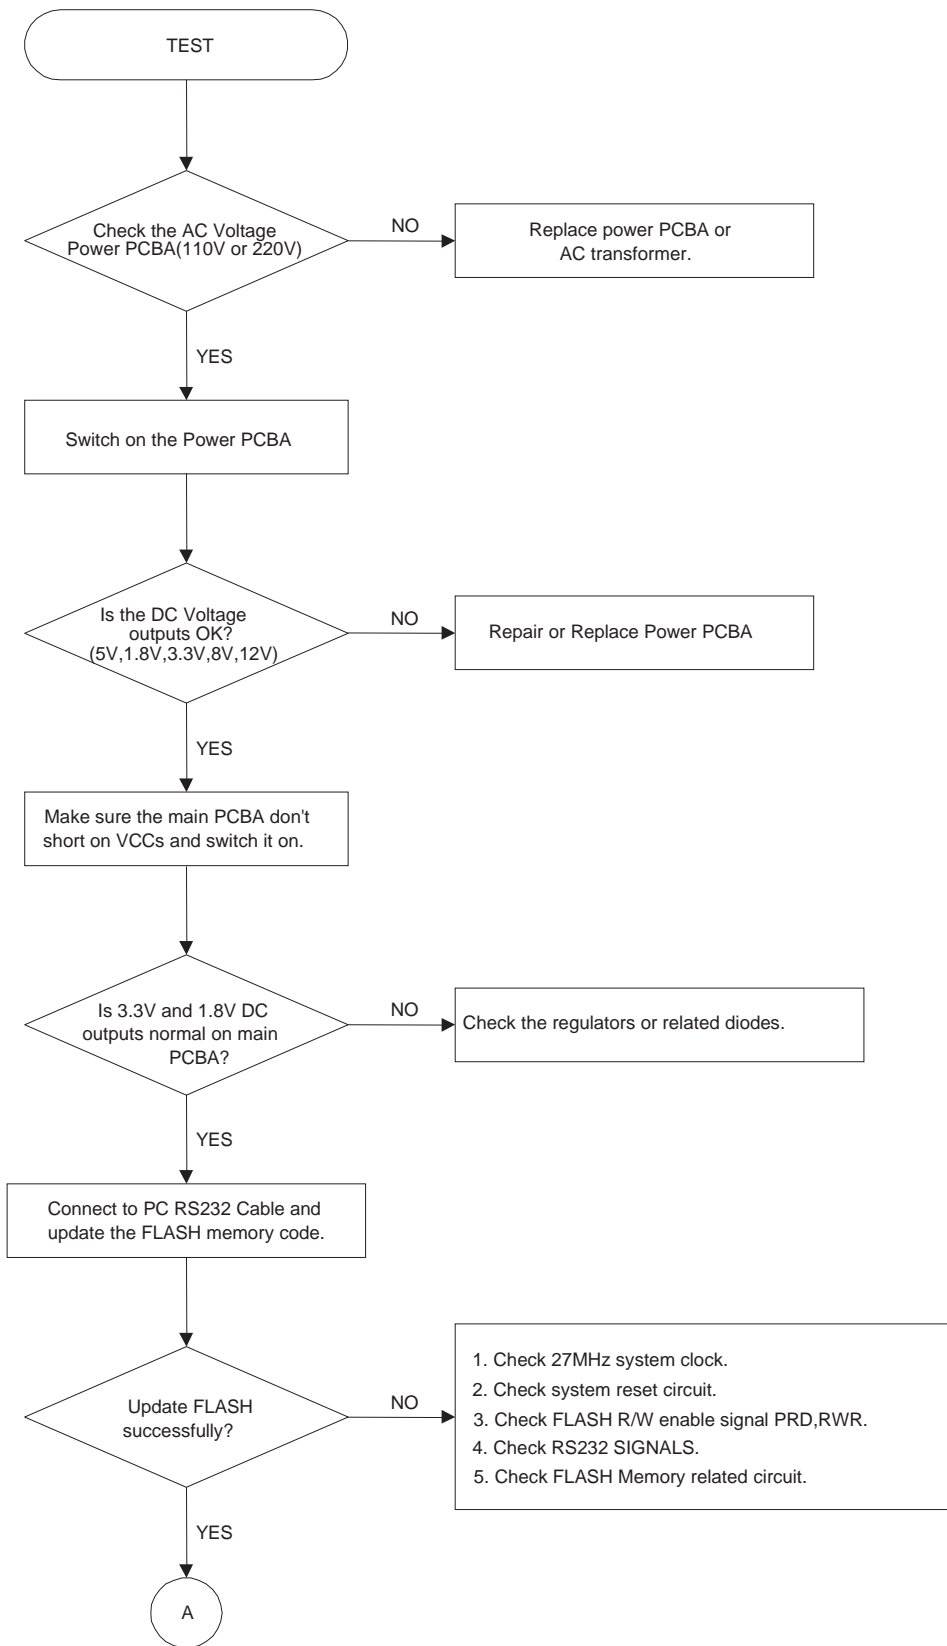 TEST
Check the AC Voltage
Power PCBA(110V or 220V)
NO
Replace power PCBA or
AC transformer.
YES
Switch on the Power PCBA
Is the DC Voltage
outputs OK?
(5V,1.8V,3.3V,8V,12V)
NO
Repair or Replace Power PCBA
YES
Make sure the main PCBA don't
short on VCCs and switch it on.
Is 3.3V and 1.8V DC
outputs normal on main
PCBA?
NO
Check the regulators or related diodes.
YES
Connect to PC RS232 Cable and
update the FLASH memory code.
Update FLASH
successfully?
NO
1. Check 27MHz system clock.
2. Check system reset circuit.
3. Check FLASH R/W enable signal PRD,RWR.
4. Check RS232 SIGNALS.
5. Check FLASH Memory related circuit.
YES
A